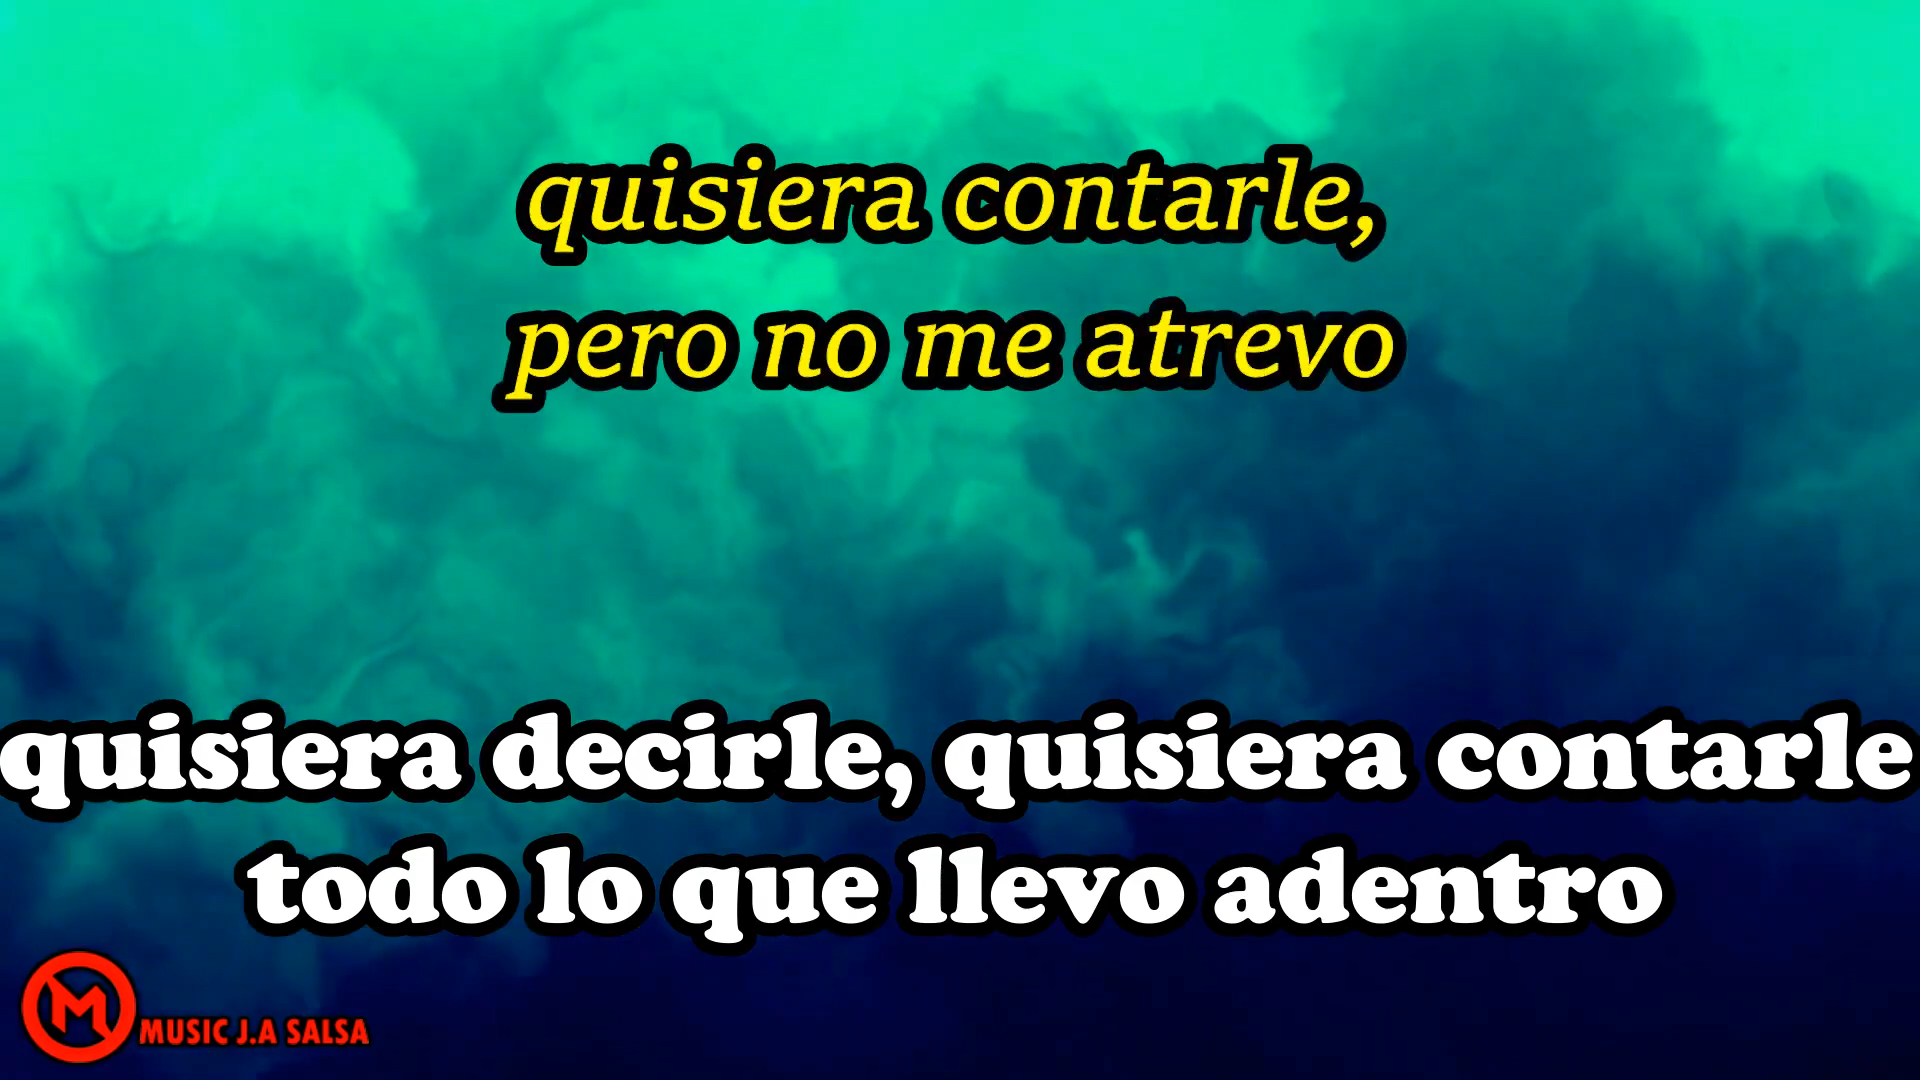 quisiera contarle,
pero no me atrevo
quisiera decirle, quisiera contarle
todo lo que llevo adentro
M MUSIC J.A SALSA